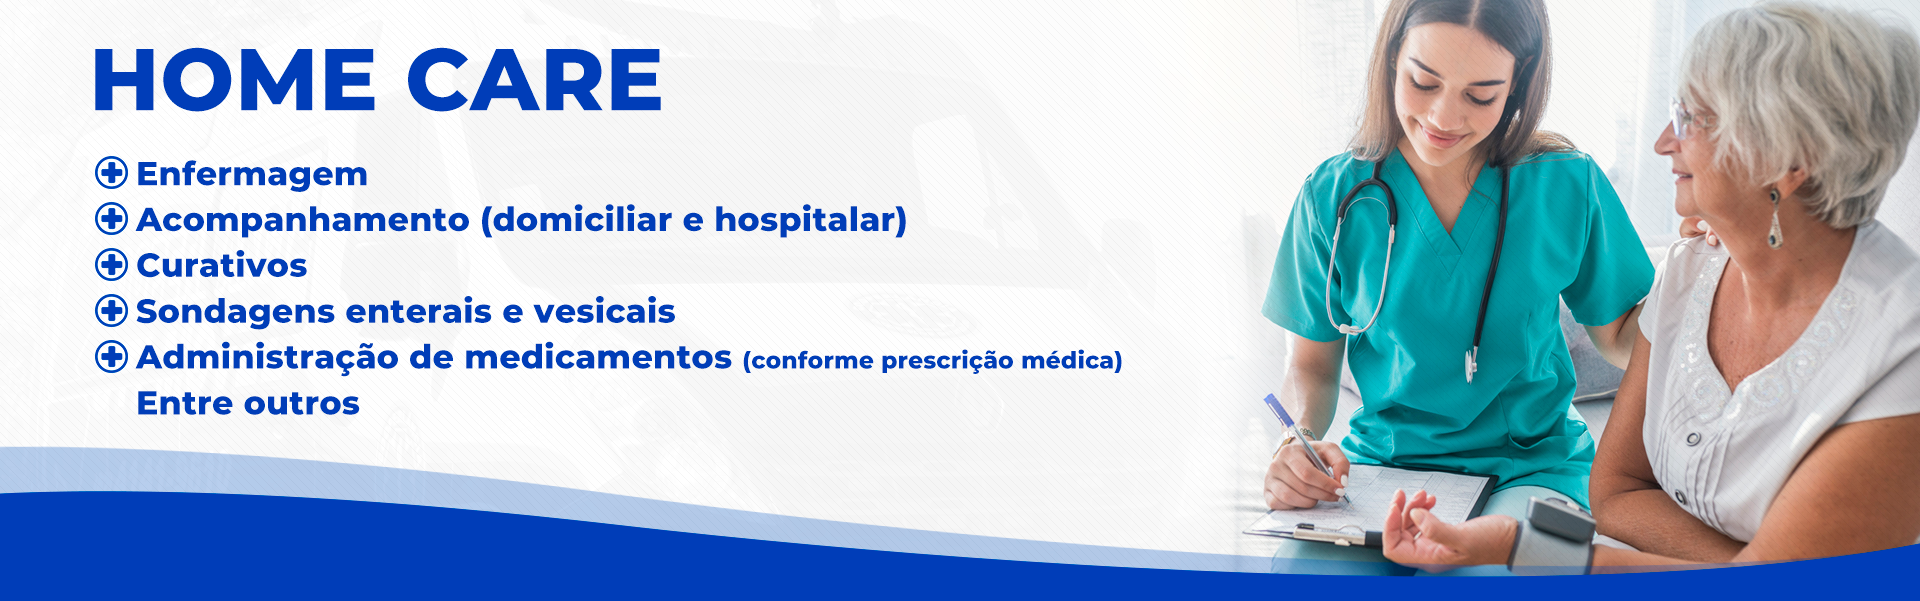 HOME CARE
Enfermagem
Acompanhamento (domiciliar e hospitalar)
Curativos
Sondagens enterais e vesicais
Administração de medicamentos (conforme prescrição médica)
Entre outros